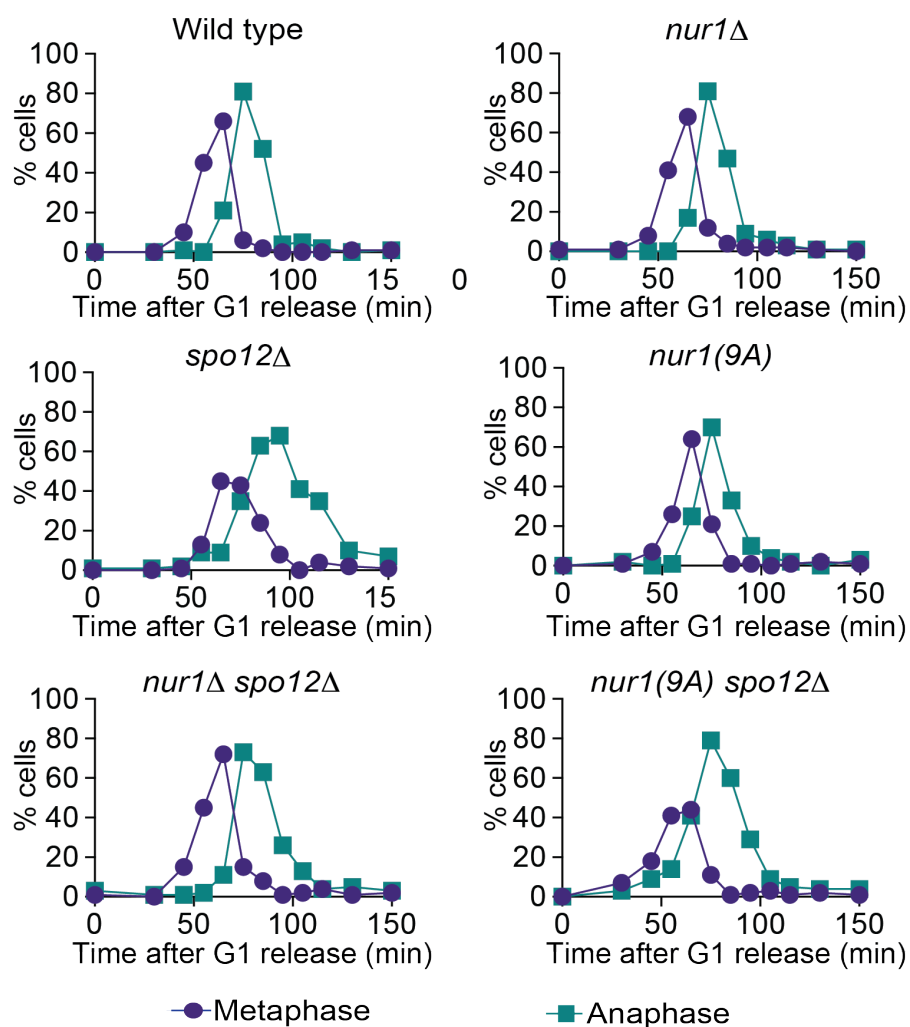 Wild type
100
80
60
40
20
0
% cells
0 50 100 15
Time after G1 release (min)
0
nur1Δ
100
80
60
40
20
0
% cells
0 50 100 150
Time after G1 release (min)
spo12Δ
100
80
60
40
20
0
% cells
0 50 100 15
Time after G1 release (min)
nur1(9A)
100
80
60
40
20
0
% cells
0 50 100 150
Time after G1 release (min)
nur1Δ spo12Δ
100
80
60
40
20
0
% cells
0 50 100 150
Time after G1 release (min)
nur1(9A) spo12Δ
100
80
60
40
20
0
% cells
0 50 100 150
Time after G1 release (min)
Metaphase
Anaphase